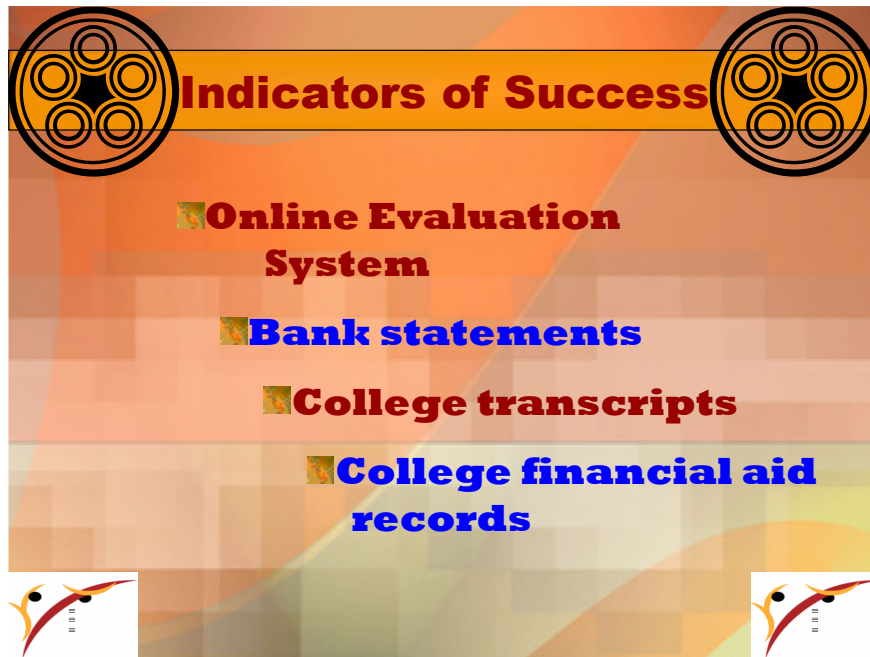 Indicators of Success
Online Evaluation
System
Bank statements
College transcripts
College financial aid
records